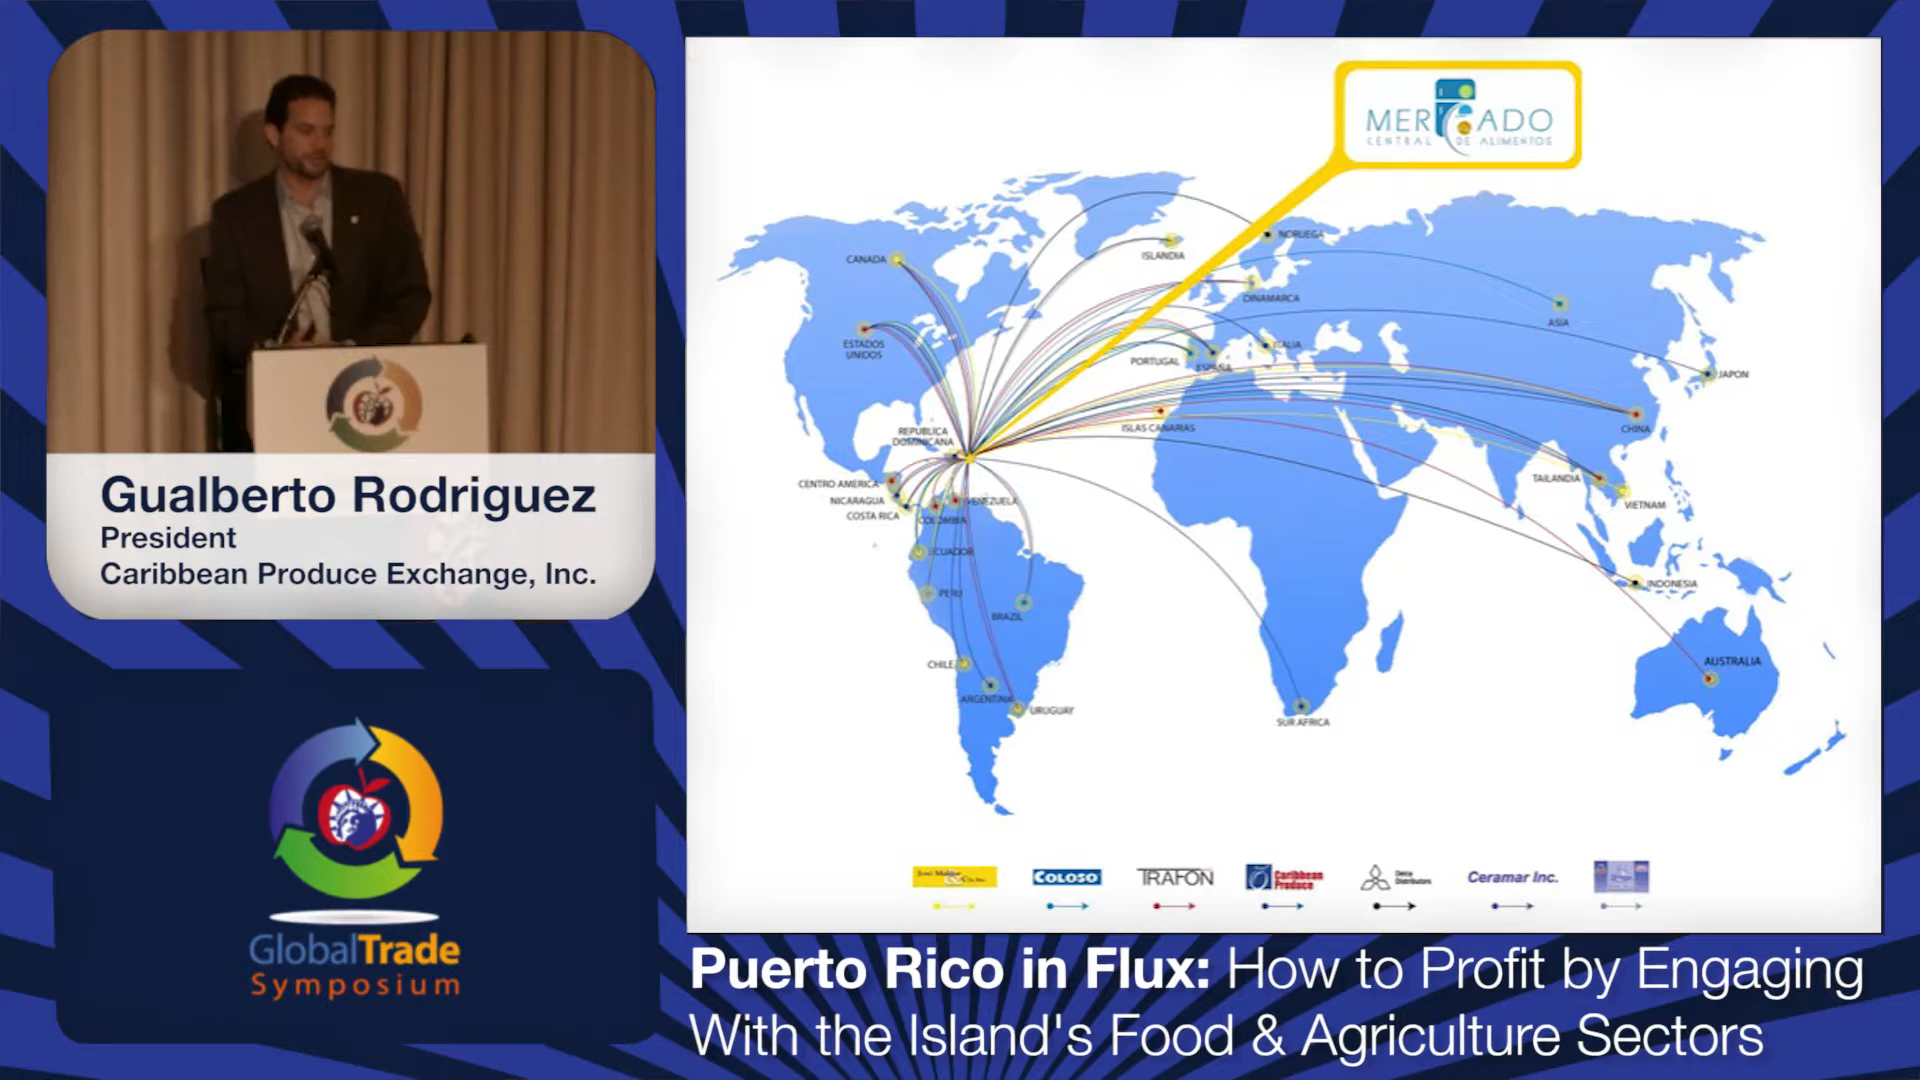 Gualberto Rodriguez
President
Caribbean Produce Exchange, Inc.
GlobalTrade
Symposium
MERCADO
CENTRAL DE ALIMENTOS
NORUEGA
CANADA
ISLANDIA
DINAMARCA
ASIA
ESTADOS
UNIDOS
PORTUGAL
ESPAÑA
ITALIA
JAPON
REPUBLICA
DOMINICANA
ISLAS CANARIAS
CHINA
CENTRO AMERICA
NICARAGUA
COSTA RICA
COLOMBIA
VENEZUELA
TAILANDIA
VIETNAM
ECUADOR
PERU
BRAZIL
INDONESIA
CHILE
ARGENTINA
URUGUAY
SUR AFRICA
AUSTRALIA
COLOSO
TRAFON
Caribbean
Produce
Distributors
Ceramar Inc.
Puerto Rico in Flux: How to Profit by Engaging
With the Island's Food & Agriculture Sectors